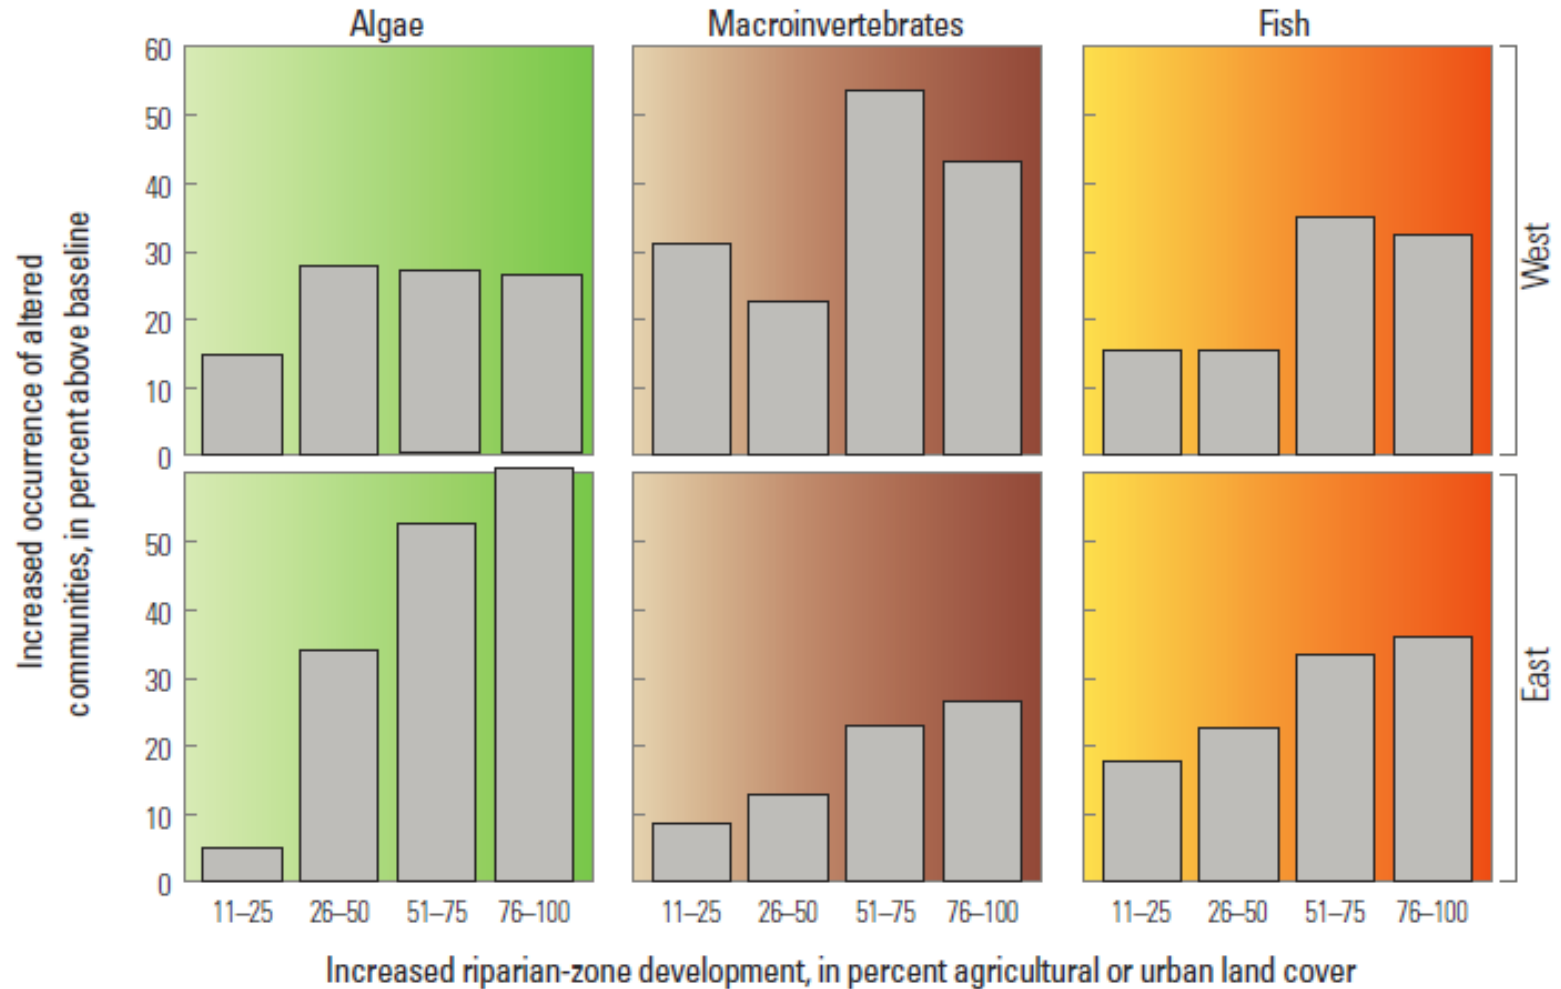 Algae Macroinvertebrates Fish
60
50
40
30
20
10
0
West
50
40
30
20
10
0
East
Increased occurrence of altered
communities, in percent above baseline
11–25 26–50 51–75 76–100 11–25 26–50 51–75 76–100 11–25 26–50 51–75 76–100
Increased riparian-zone development, in percent agricultural or urban land cover